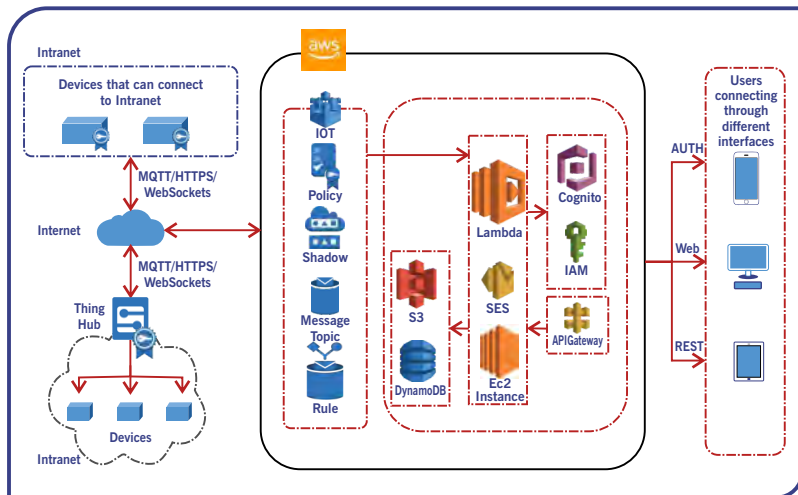 aws
Intranet
Devices that can connect
to Intranet
MQTT/HTTPS/
WebSockets
Internet
MQTT/HTTPS/
WebSockets
Thing
Hub
Devices
Intranet
IOT
Policy
Shadow
Message
Topic
Rule
Lambda
SES
Ec2
Instance
S3
DynamoDB
Cognito
IAM
APIGateway
AUTH
Web
REST
Users
connecting
through
different
interfaces